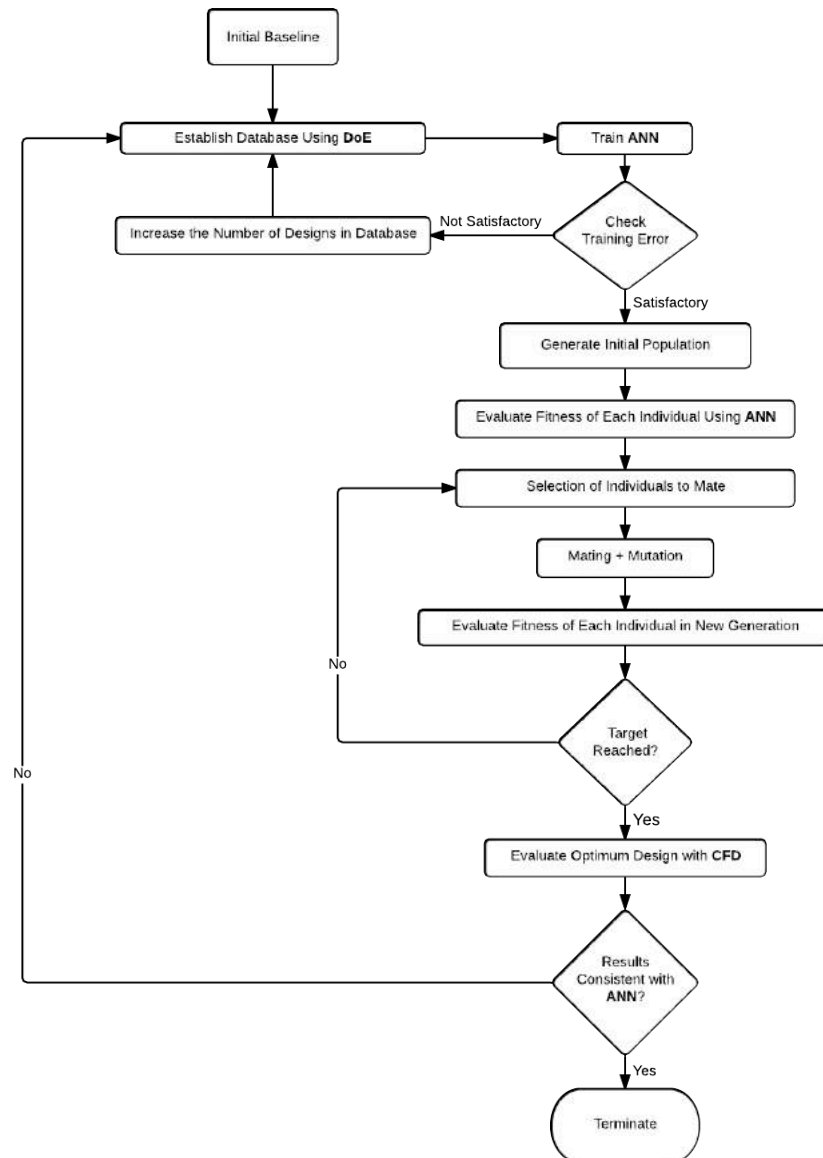 Initial Baseline
Establish Database Using DoE
Train ANN
Increase the Number of Designs in Database
Not Satisfactory
Check
Training Error
Satisfactory
Generate Initial Population
Evaluate Fitness of Each Individual Using ANN
Selection of Individuals to Mate
Mating + Mutation
Evaluate Fitness of Each Individual in New Generation
No
Target
Reached?
No
Yes
Evaluate Optimum Design with CFD
Results
Consistent with
ANN?
Yes
Terminate